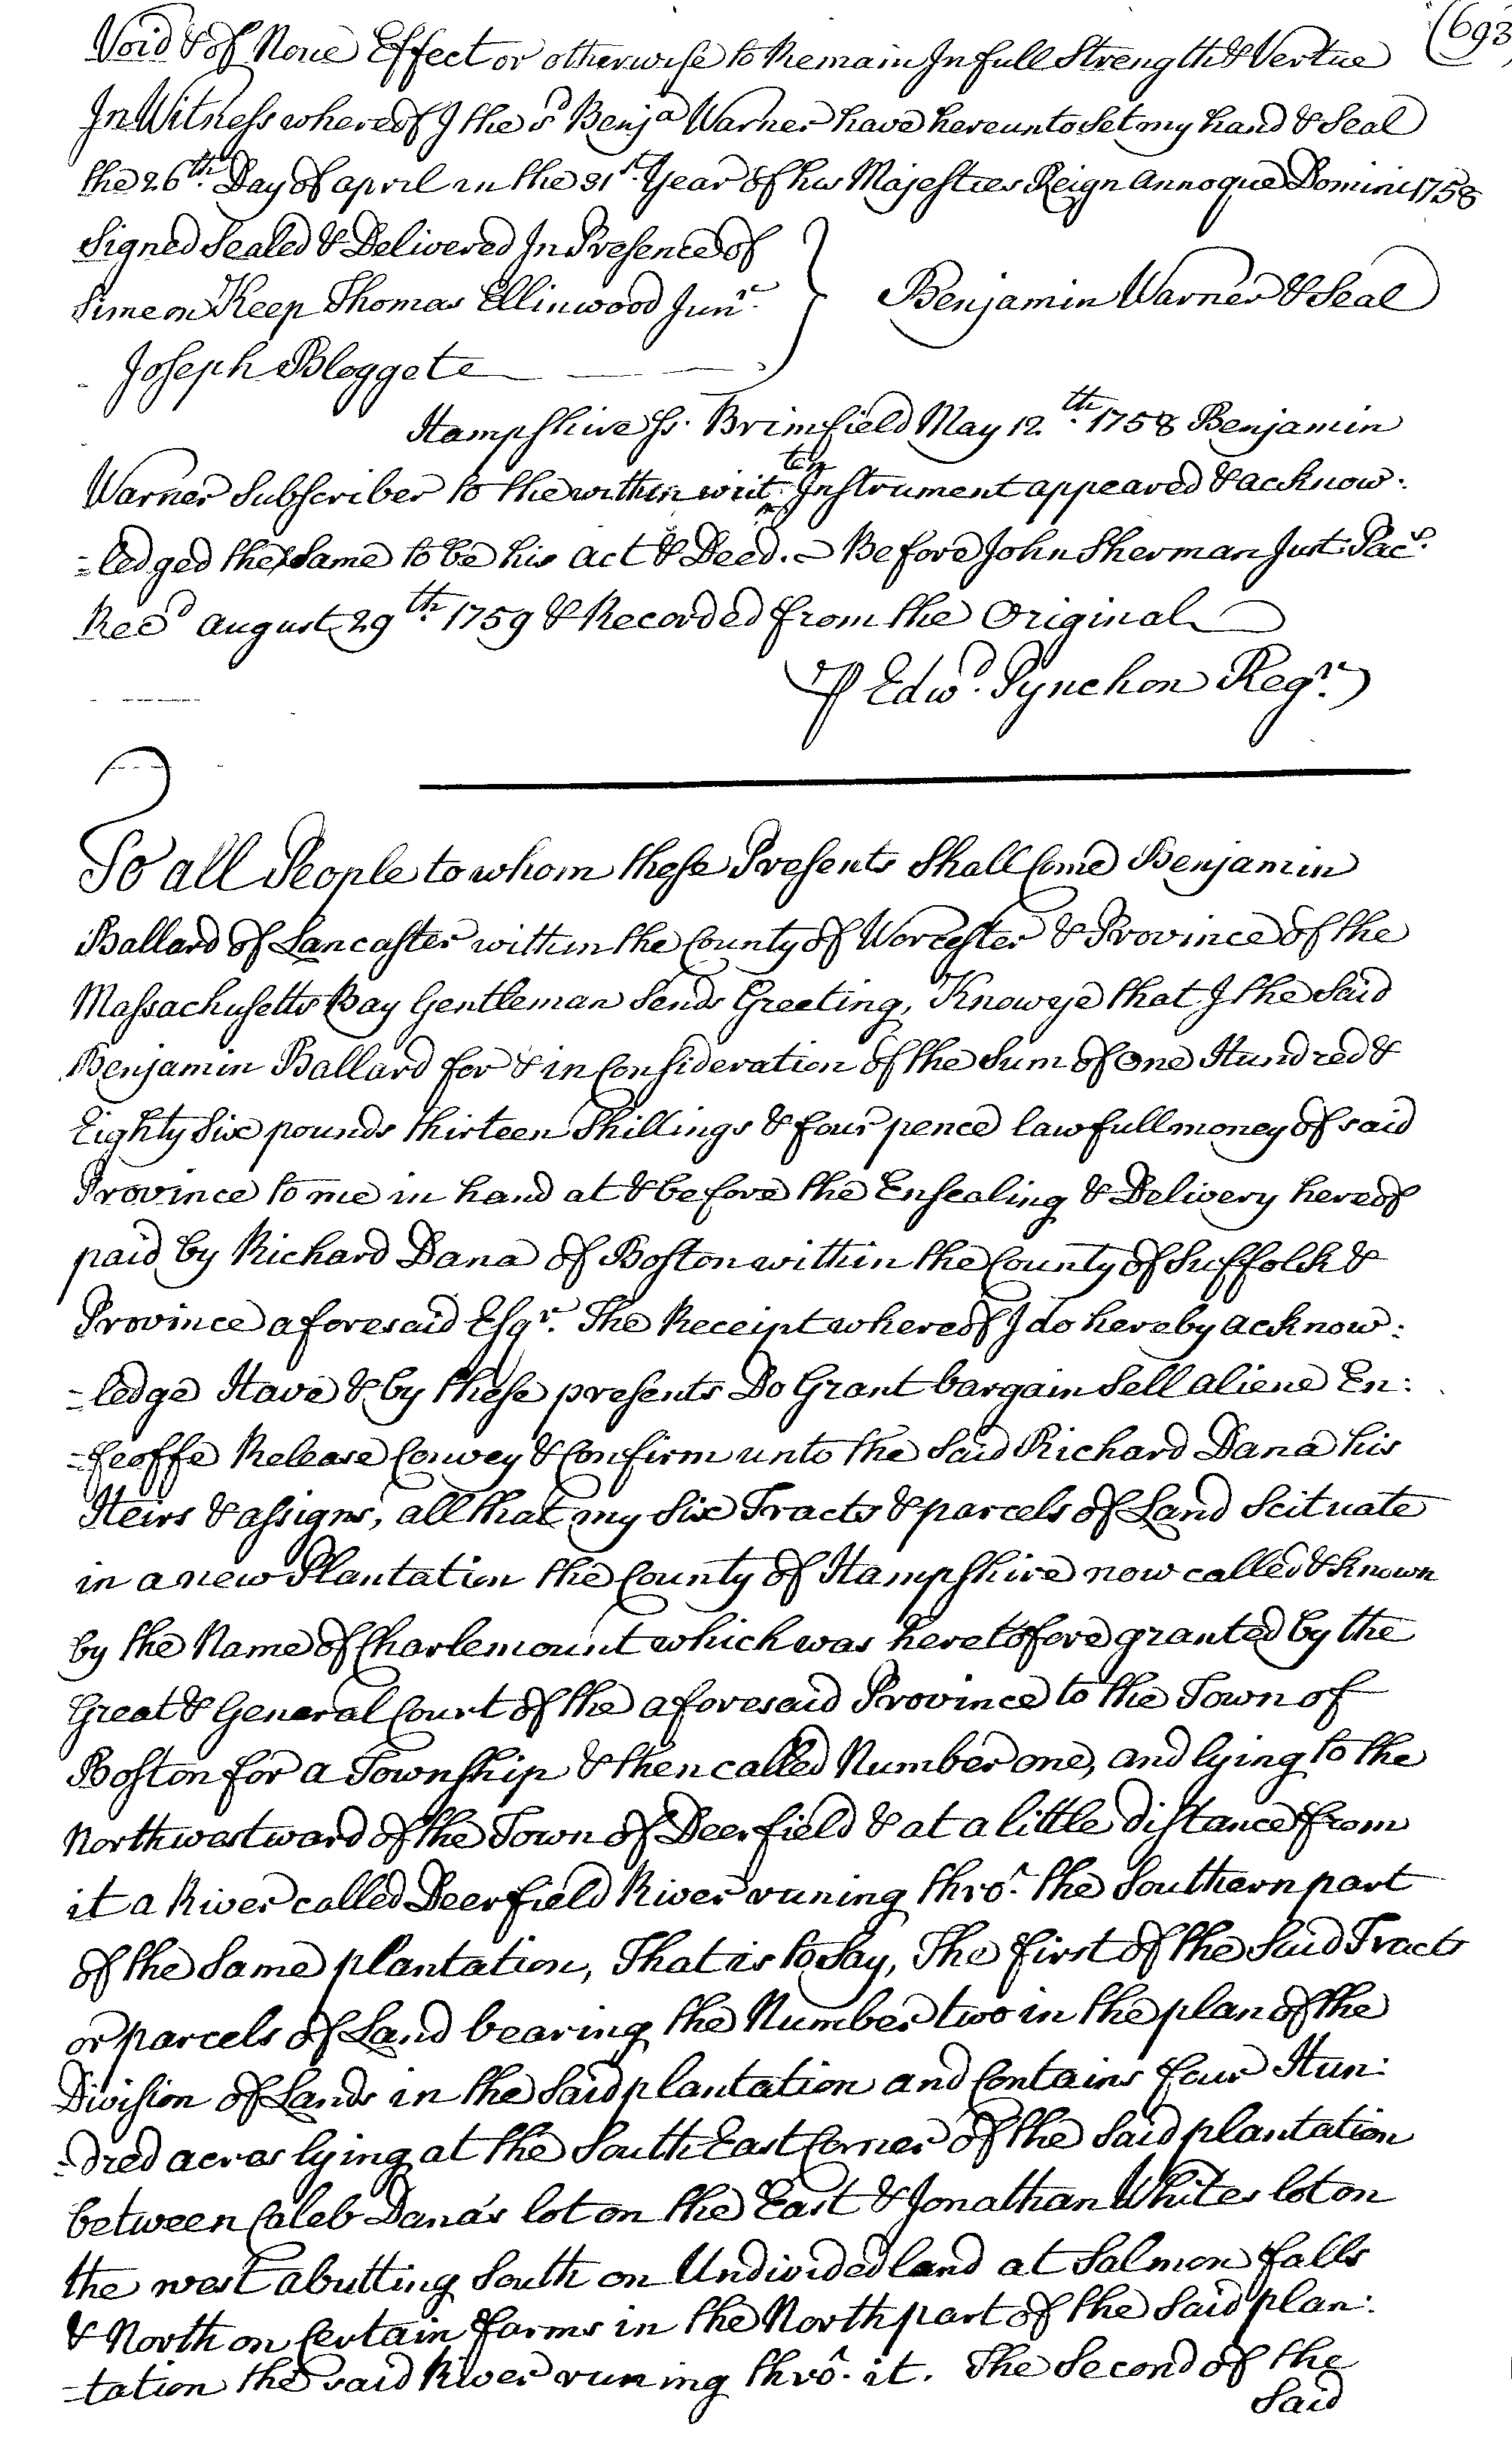 (693
Void & of None Effect or otherwise to Remain In full Strength & Vertue
In Witness whereof I the sd Benja Warner have hereunto Set my hand & Seal
the 26th. Day of april in the 31st. Year of his Majesties Reign annoque Domini 1758
Signed Sealed & Delivered In Presence of
Simeon Keep Thomas Ellinwood Junr. } Benjamin Warner & Seal
Joseph Bloggete
Hampshire Ss. Brimfield May 12th. 1758 Benjamin
Warner Subscriber to the within writ:ten Instrument appeared & acknow:
=ledged the Same to be his act & Deed. - Before John Sherman Just: Pacs.
Recd august 29th. 1759 & Recorded from the Original
P Edwd. Pynchon Regr.
To all People to whom these Presents Shall Come Benjamin
Ballard of Lancaster within the County of Worcester & Province of the
Massachusetts Bay Gentleman Sends Greeting, Know ye that I the Said
Benjamin Ballard for & in Consideration of the Sum of One Hundred &
Eighty Six pounds thirteen Shillings & four pence lawfull money of said
Province to me in hand at & before the Ensealing & Delivery hereof
paid by Richard Dana of Boston within the County of Suffolk &
Province aforesaid Esqr. The Receipt whereof I do hereby acknow:
=ledge Have & by these presents Do Grant bargain Sell aliene En:
=feoffe Release Convey & Confirm unto the Said Richard Dana his
Heirs & assigns, all that my Six Tracts & parcels of Land Scituate
in a new Plantation the County of Hampshire now called & known
by the Name of Charlemount which was heretofore granted by the
Great & General Court of the aforesaid Province to the Town of
Boston for a Township & then called Number one, and lying to the
Northwestward of the Town of Deerfield & at a little distance from
it a River called Deerfield River runing thro'. the Southern part
of the Same plantation, That is to Say, The first of the Said Tracts
or parcels of Land bearing the Number two in the plan of the
Division of Lands in the Said plantation and Contains four Hun:
=dred acres lying at the South East Corner of the Said plantation
between Caleb Dana's lot on the East & Jonathan Whites lot on
the west abutting South on Undivided land at Salmon falls
& North on Certain farms in the North part of the Said plan:
=tation the said River runing thro'. it. The Second of the
Said